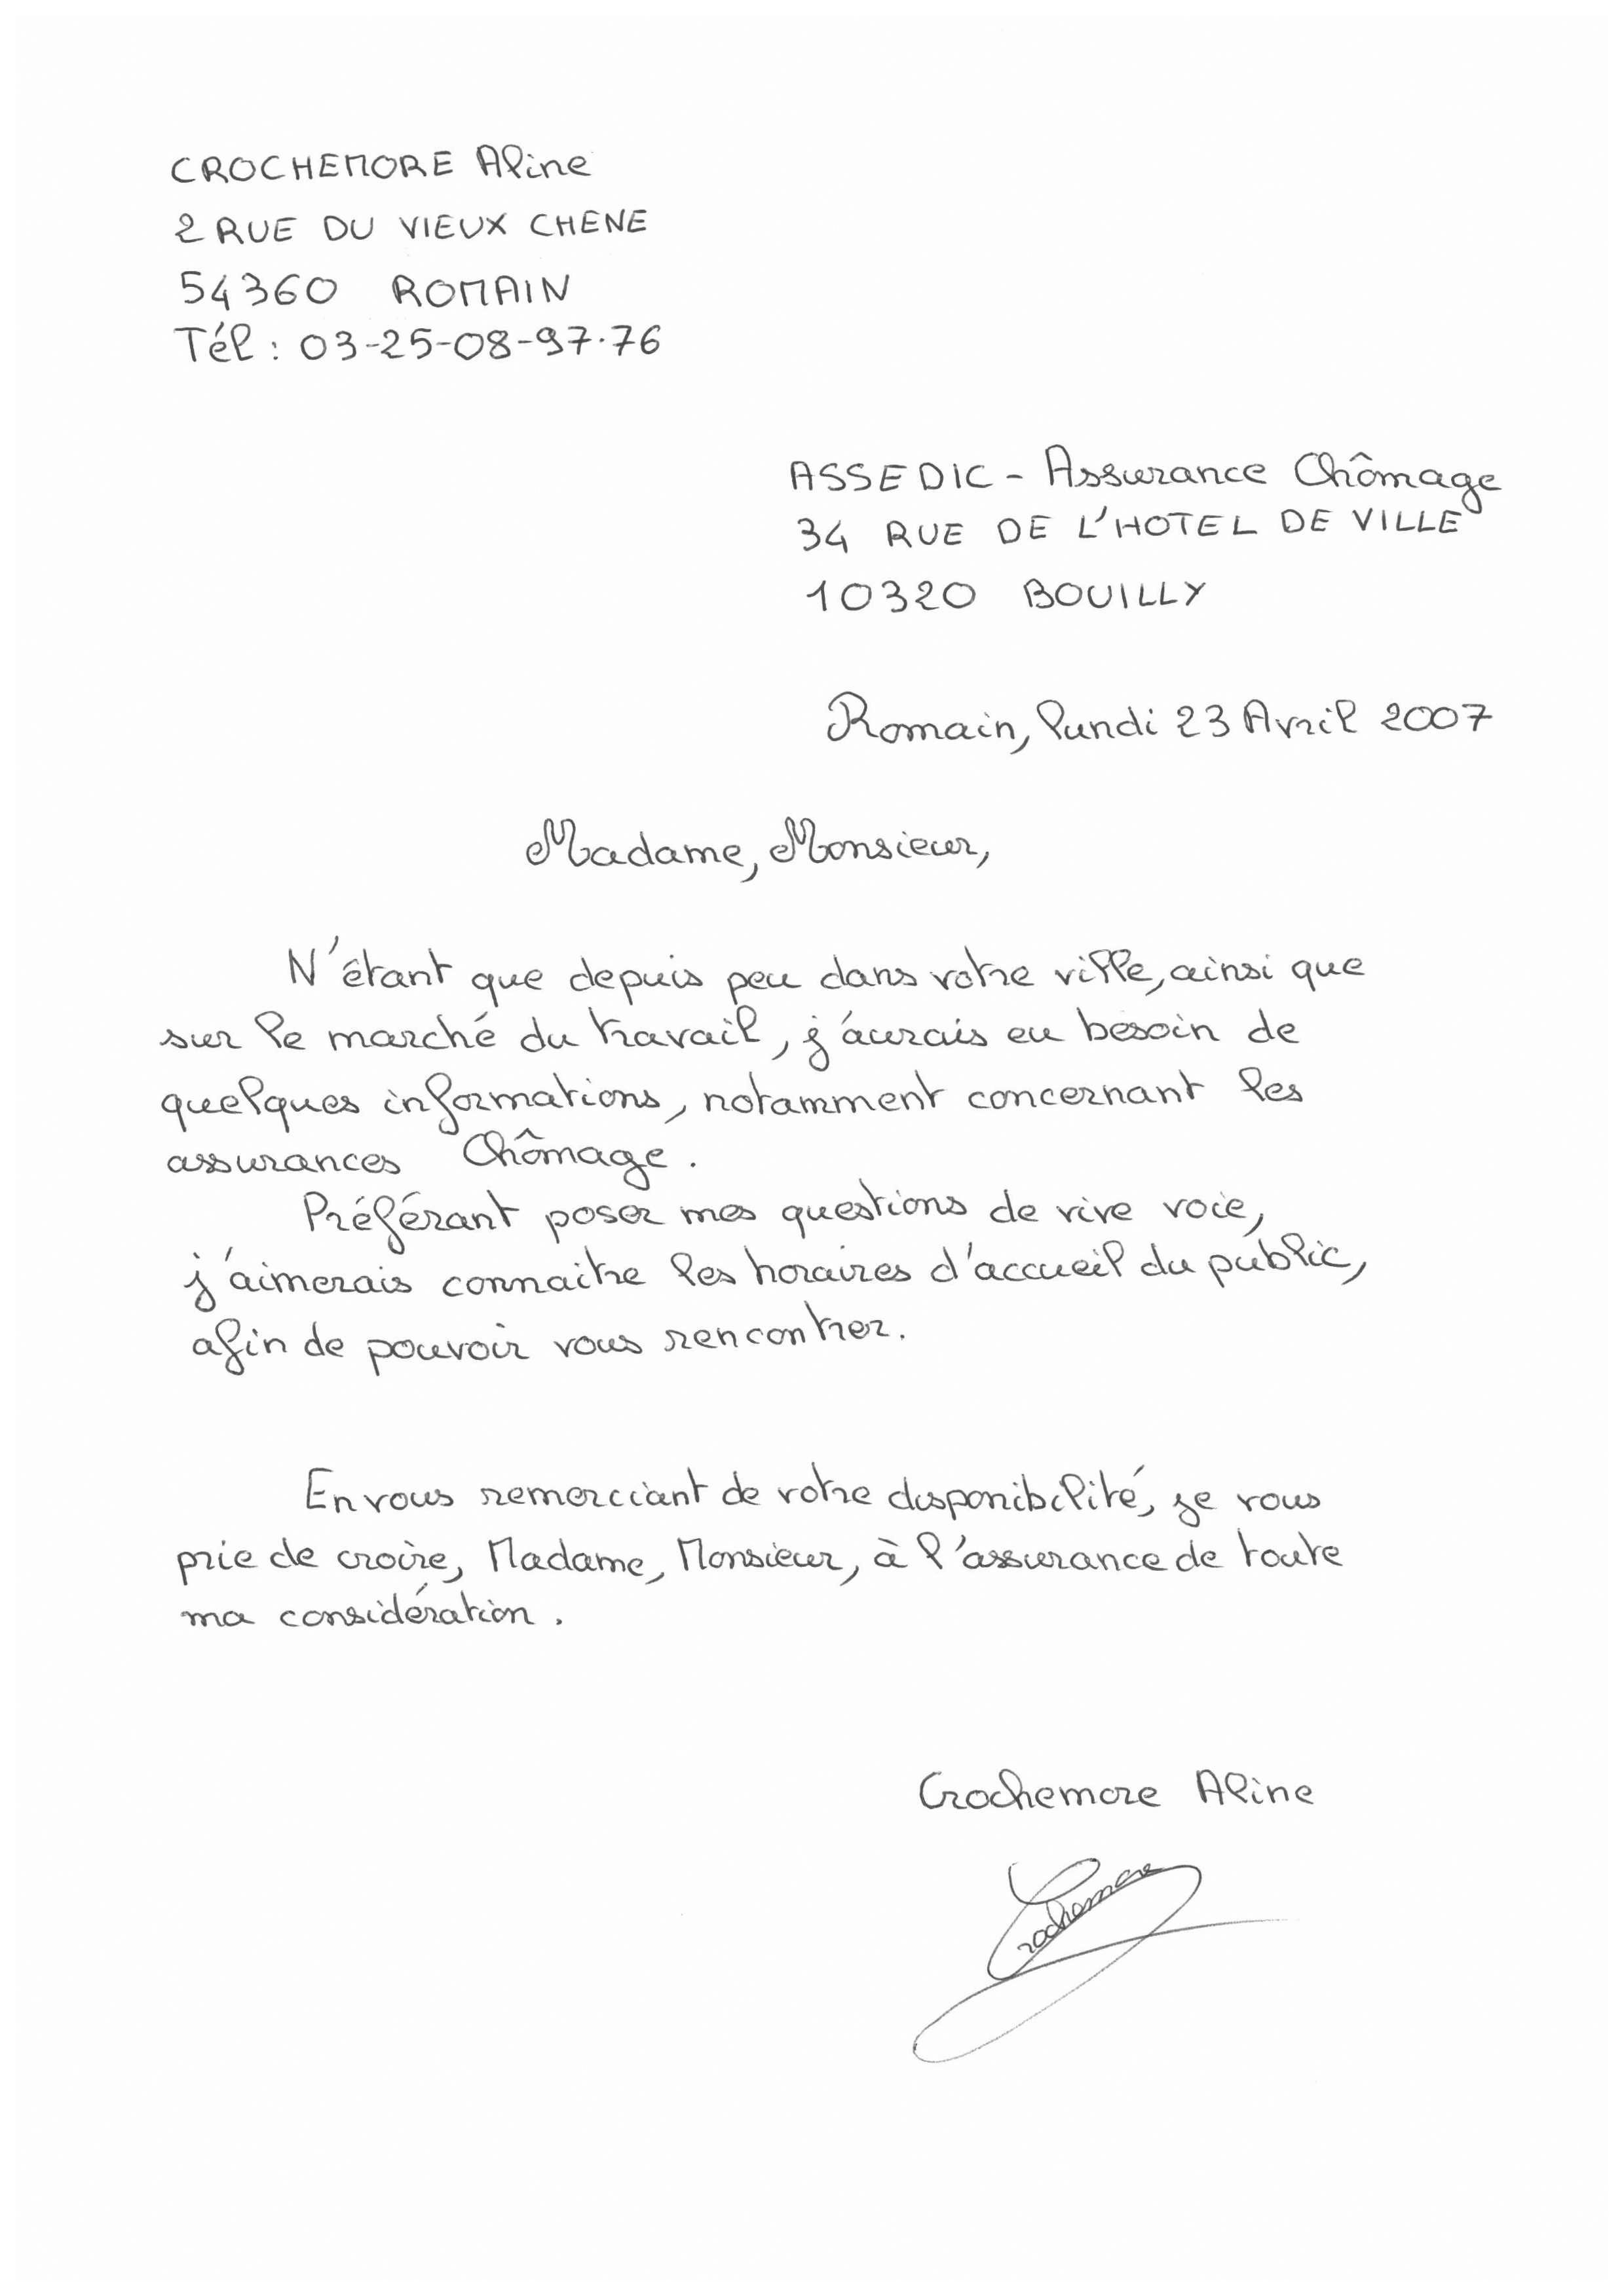 CROCHEMORE Aline
2 RUE DU VIEUX CHENE
54360 ROMAIN
Tél : 03-25-08-97.76
ASSEDIC - Assurance Chômage
34 RUE DE L'HOTEL DE VILLE
10320 BOUILLY
Romain, lundi 23 Avril 2007
Madame, Monsieur,
N'étant que depuis peu dans votre ville, ainsi que
sur le marché du travail, j'aurais eu besoin de
quelques informations, notamment concernant les
assurances Chômage.
Préférant poser mes questions de vive voie,
j'aimerais connaitre les horaires d'accueil du public,
afin de pouvoir vous rencontrer.
En vous remerciant de votre disponibilité, je vous
prie de croire, Madame, Monsieur, à l'assurance de toute
ma considération.
Crochemore Aline
Crochemore